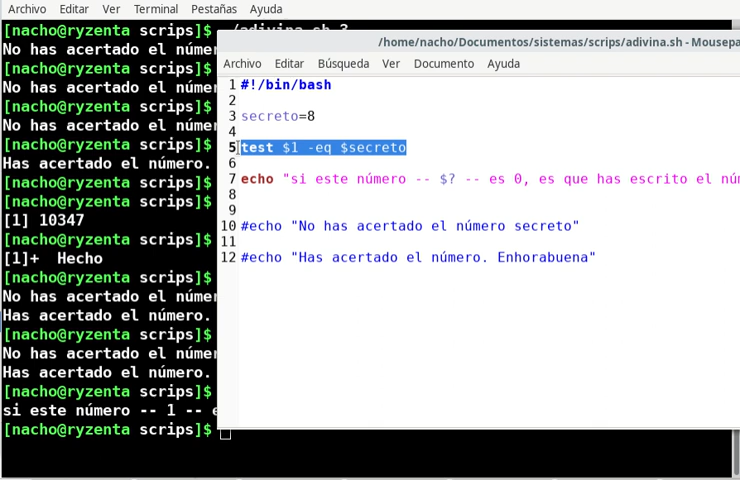 Archivo Editar Ver Terminal Pestañas Ayuda
[nacho@ryzenta scrips]$ ./adivina.sh 3
No has acertado el númer
[nacho@ryzenta scrips]$
No has acertado el númer
[nacho@ryzenta scrips]$
No has acertado el númer
[nacho@ryzenta scrips]$
Has acertado el número.
[nacho@ryzenta scrips]$
[nacho@ryzenta scrips]$
[1] 10347
[nacho@ryzenta scrips]$
[1]+ Hecho
[nacho@ryzenta scrips]$
No has acertado el númer
Has acertado el número.
[nacho@ryzenta scrips]$
No has acertado el númer
Has acertado el número.
[nacho@ryzenta scrips]$
si este número -- 1 -- e
[nacho@ryzenta scrips]$
/home/nacho/Documentos/sistemas/scrips/adivina.sh - Mousepa
Archivo Editar Búsqueda Ver Documento Ayuda
1 #!/bin/bash
2
3 secreto=8
4
5 test $1 -eq $secreto
6
7 echo "si este número -- $? -- es 0, es que has escrito el núm
8
9
10 #echo "No has acertado el número secreto"
11
12 #echo "Has acertado el número. Enhorabuena"